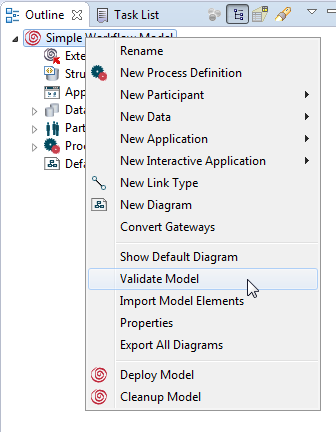 Outline Task List
Simple Workflow Model
Exte
Stru
App
Data
Part
Proc
Defa
Rename
New Process Definition
New Participant
New Data
New Application
New Interactive Application
New Link Type
New Diagram
Convert Gateways
Show Default Diagram
Validate Model
Import Model Elements
Properties
Export All Diagrams
Deploy Model
Cleanup Model